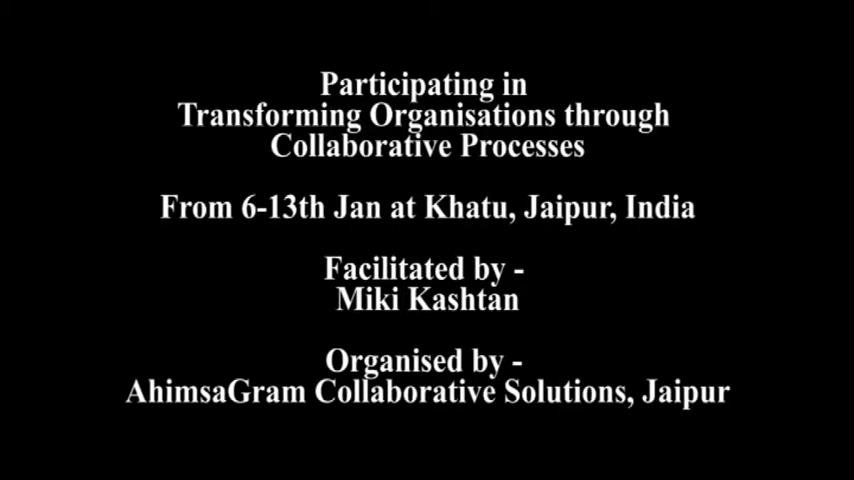 Participating in
Transforming Organisations through
Collaborative Processes
From 6-13th Jan at Khatu, Jaipur, India
Facilitated by -
Miki Kashtan
Organised by -
AhimsaGram Collaborative Solutions, Jaipur